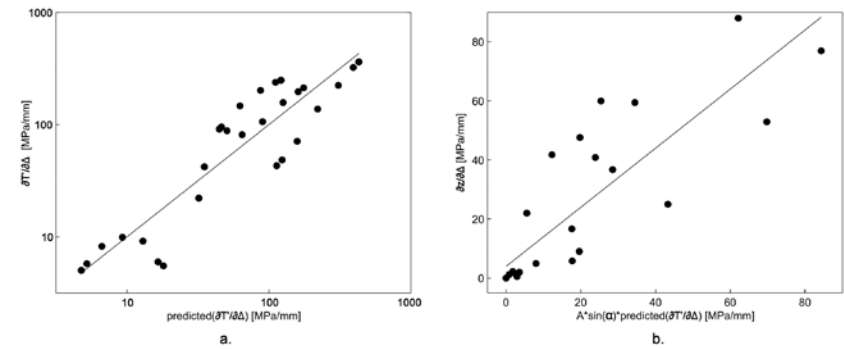 1000
100
10
∂T'/∂Δ [MPa/mm]
10
100
1000
predicted(∂T'/∂Δ) [MPa/mm]
a.
80
60
40
20
0
∂z/∂Δ [MPa/mm]
0
20
40
60
80
A*sin(α)*predicted(∂T'/∂Δ) [MPa/mm]
b.